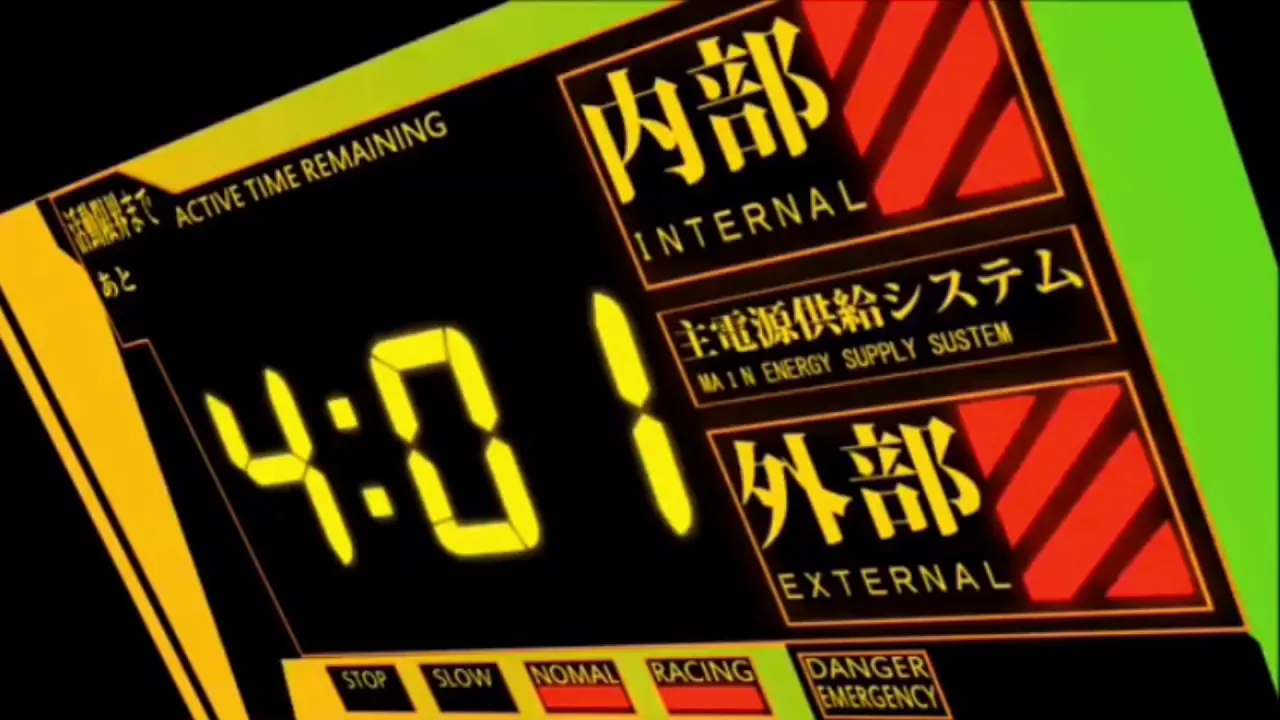 活動限界まで
ACTIVE TIME REMAINING
あと
4:01
内部
INTERNAL
主電源供給システム
MAiN ENERGY SUPPLY SUSTEM
外部
EXTERNAL
STOP
SLOW
NOMAL
RACING
DANGER
EMERGENCY